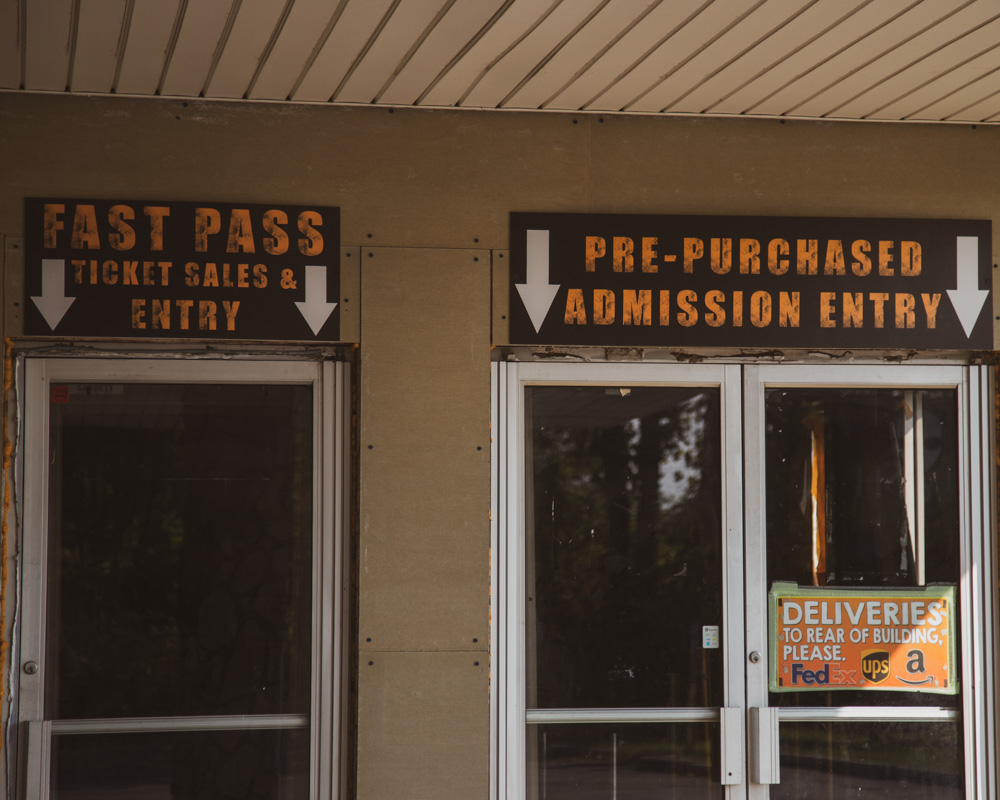 FAST PASS
TICKET SALES &
ENTRY
PRE-PURCHASED
ADMISSION ENTRY
DELIVERIES
TO REAR OF BUILDING,
PLEASE.
FedEx ups a